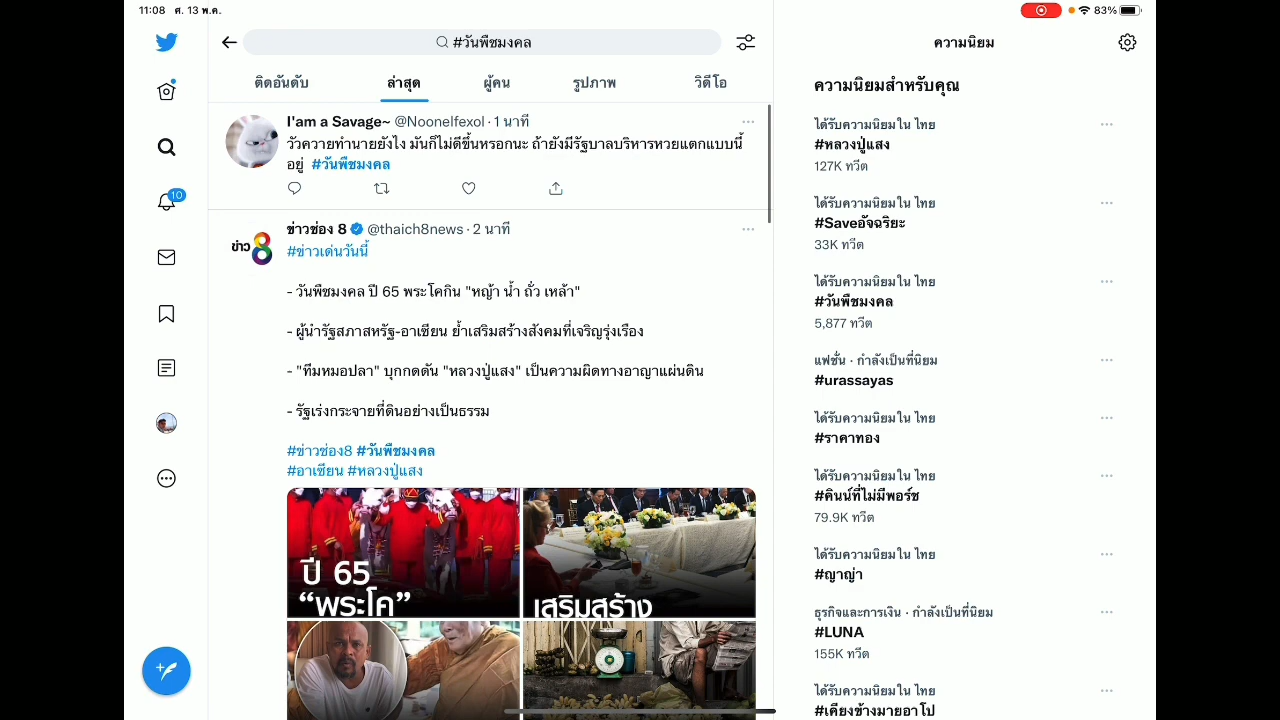 11:08 ศ. 13 พ.ค.
83%
#วันพืชมงคล
ความนิยม
ติดอันดับ
ล่าสุด
ผู้คน
รูปภาพ
วิดีโอ
10
I'am a Savage~ @Noonelfexol · 1 นาที
วัวควายทำนายยังไง มันก็ไม่ดีขึ้นหรอกนะ ถ้ายังมีรัฐบาลบริหารหวยแตกแบบนี้
อยู่ #วันพืชมงคล
ข่าว 8
ข่าวช่อง 8 @thaich8news · 2 นาที
#ข่าวเด่นวันนี้
- วันพืชมงคล ปี 65 พระโคกิน "หญ้า น้ำ ถั่ว เหล้า"
- ผู้นำรัฐสภาสหรัฐ-อาเซียน ย้ำเสริมสร้างสังคมที่เจริญรุ่งเรือง
- "ทีมหมอปลา" บุกกดดัน "หลวงปู่แสง" เป็นความผิดทางอาญาแผ่นดิน
- รัฐเร่งกระจายที่ดินอย่างเป็นธรรม
#ข่าวช่อง8 #วันพืชมงคล
#อาเซียน #หลวงปู่แสง
ปี 65
“พระโค”
เสริมสร้าง
ความนิยมสำหรับคุณ
ได้รับความนิยมใน ไทย
#หลวงปู่แสง
127K ทวีต
ได้รับความนิยมใน ไทย
#Saveอัจฉริยะ
33K ทวีต
ได้รับความนิยมใน ไทย
#วันพืชมงคล
5,877 ทวีต
แฟชั่น · กำลังเป็นที่นิยม
#urassayas
ได้รับความนิยมใน ไทย
#ราคาทอง
ได้รับความนิยมใน ไทย
#คินน์ที่ไม่มีพอร์ช
79.9K ทวีต
ได้รับความนิยมใน ไทย
#ญาญ่า
ธุรกิจและการเงิน · กำลังเป็นที่นิยม
#LUNA
155K ทวีต
ได้รับความนิยมใน ไทย
#เคียงข้างมายอาโป